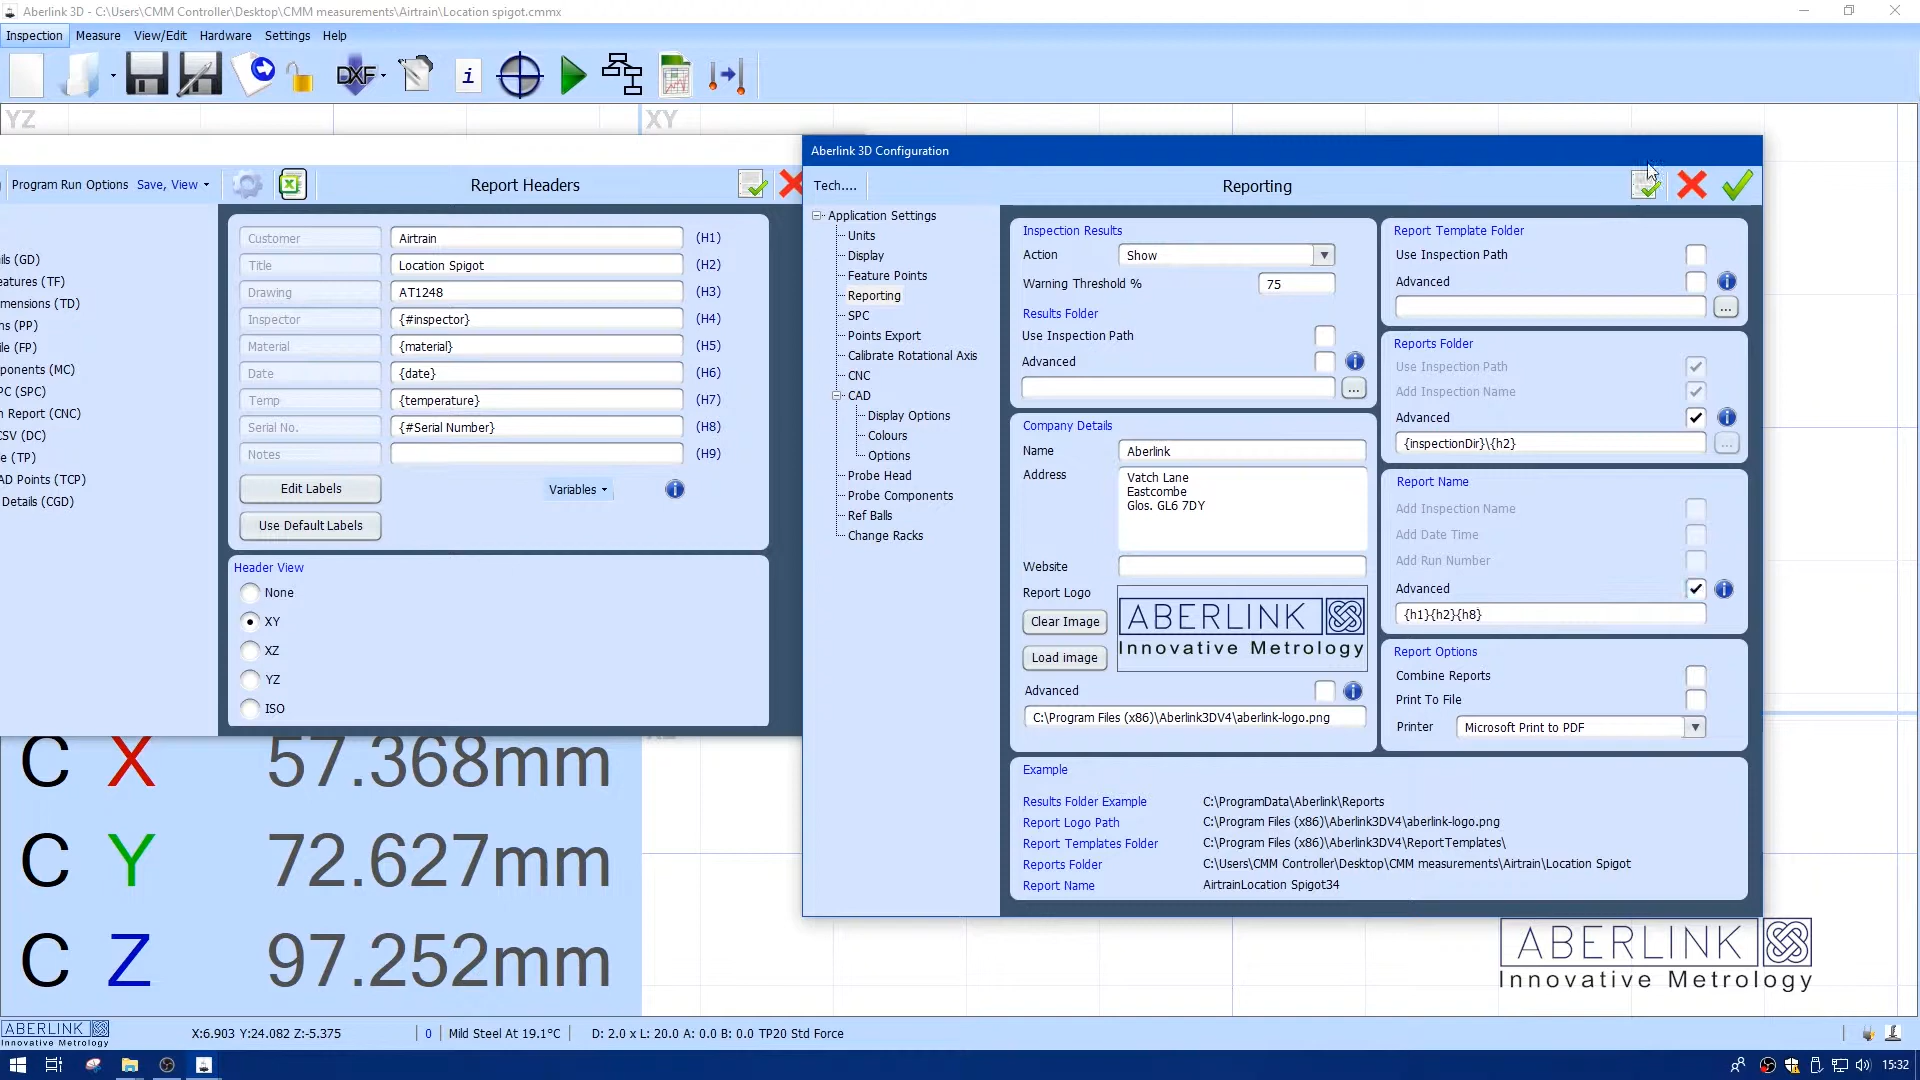 Aberlink 3D - C:\Users\CMM Controller\Desktop\CMM measurements\Airtrain\Location spigot.cmmx
Inspection Measure View/Edit Hardware Settings Help
DXF
i
YZ
XY
Program Run Options Save, View
Report Headers
ils (GD)
eatures (TF)
mensions (TD)
ns (PP)
ile (FP)
ponents (MC)
PC (SPC)
n Report (CNC)
CSV (DC)
te (TP)
AD Points (TCP)
Details (CGD)
Customer Airtrain (H1)
Title Location Spigot (H2)
Drawing AT1248 (H3)
Inspector {#inspector} (H4)
Material {material} (H5)
Date {date} (H6)
Temp {temperature} (H7)
Serial No. {#Serial Number} (H8)
Notes (H9)
Edit Labels Variables
Use Default Labels
Header View
None
XY
XZ
YZ
ISO
C X 57.368mm
C Y 72.627mm
C Z 97.252mm
Aberlink 3D Configuration
Tech....
Reporting
Application Settings
Units
Display
Feature Points
Reporting
SPC
Points Export
Calibrate Rotational Axis
CNC
CAD
Display Options
Colours
Options
Probe Head
Probe Components
Ref Balls
Change Racks
Inspection Results
Action Show
Warning Threshold % 75
Results Folder
Use Inspection Path
Advanced
...
Company Details
Name Aberlink
Address Vatch Lane
Eastcombe
Glos. GL6 7DY
Website
Report Logo
Clear Image
Load image
ABERLINK
Innovative Metrology
Advanced
C:\Program Files (x86)\Aberlink3DV4\aberlink-logo.png
Report Template Folder
Use Inspection Path
Advanced
...
Reports Folder
Use Inspection Path
Add Inspection Name
Advanced
{inspectionDir}\{h2} ...
Report Name
Add Inspection Name
Add Date Time
Add Run Number
Advanced
{h1}{h2}{h8}
Report Options
Combine Reports
Print To File
Printer Microsoft Print to PDF
Example
Results Folder Example C:\ProgramData\Aberlink\Reports
Report Logo Path C:\Program Files (x86)\Aberlink3DV4\aberlink-logo.png
Report Templates Folder C:\Program Files (x86)\Aberlink3DV4\ReportTemplates\
Reports Folder C:\Users\CMM Controller\Desktop\CMM measurements\Airtrain\Location Spigot
Report Name AirtrainLocation Spigot34
ABERLINK
Innovative Metrology
ABERLINK
Innovative Metrology
X:6.903 Y:24.082 Z:-5.375 0 Mild Steel At 19.1°C D: 2.0 x L: 20.0 A: 0.0 B: 0.0 TP20 Std Force
15:32